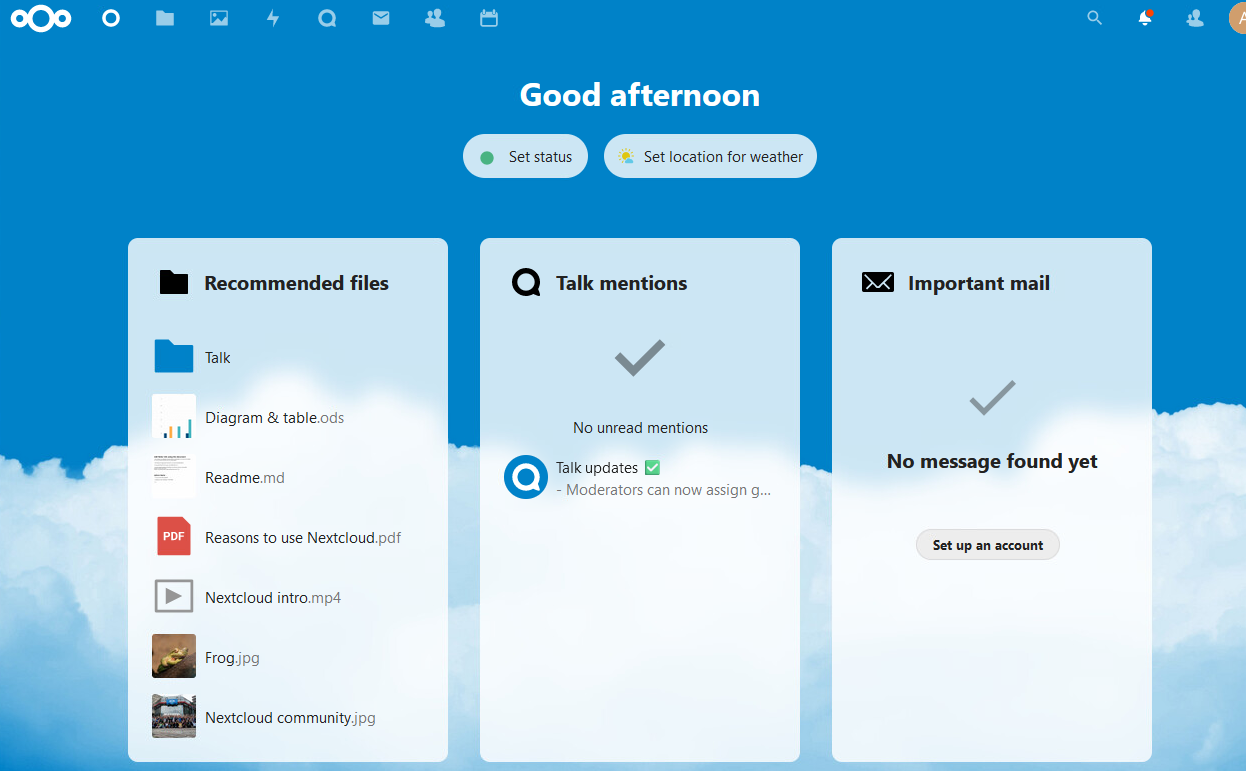 A
Good afternoon
Set status
Set location for weather
Recommended files
Talk
Diagram & table.ods
Readme.md
PDF
Reasons to use Nextcloud.pdf
Nextcloud intro.mp4
Frog.jpg
Nextcloud community.jpg
Talk mentions
No unread mentions
Talk updates ✅
- Moderators can now assign g...
Important mail
No message found yet
Set up an account